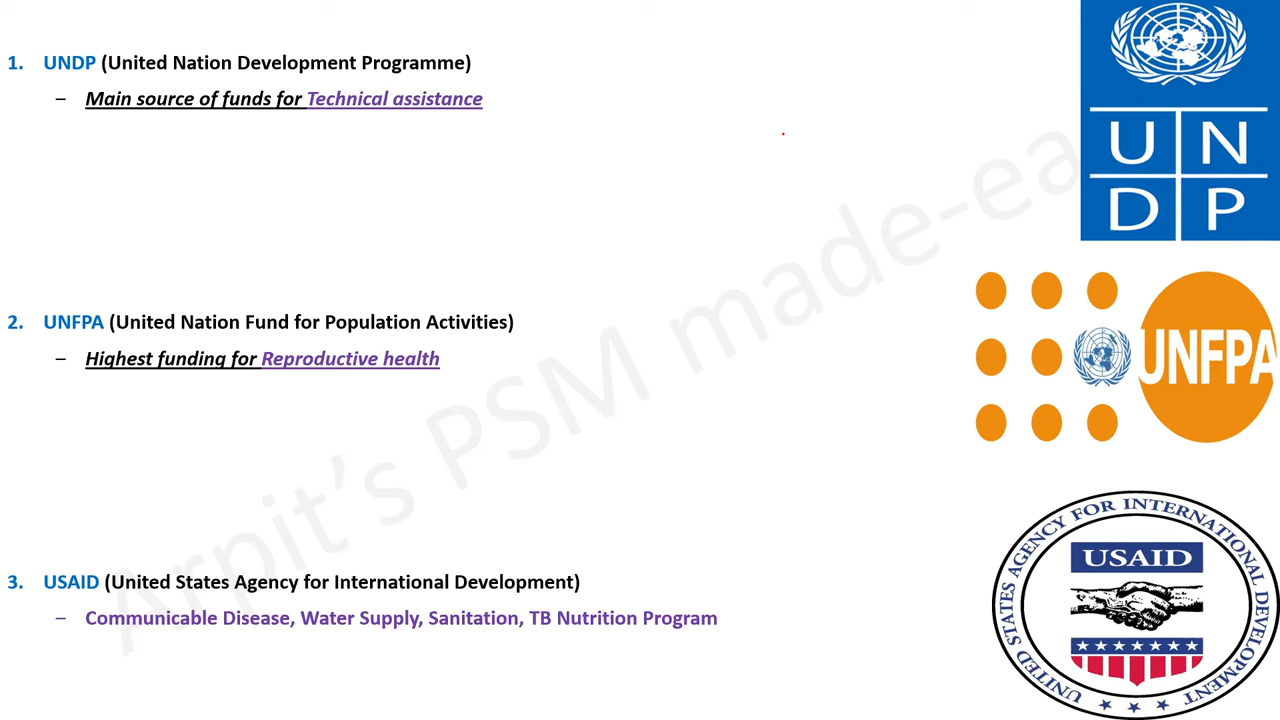 1. UNDP (United Nation Development Programme)
– Main source of funds for Technical assistance
2. UNFPA (United Nation Fund for Population Activities)
– Highest funding for Reproductive health
3. USAID (United States Agency for International Development)
– Communicable Disease, Water Supply, Sanitation, TB Nutrition Program
Arpit’s PSM made-ea
U N
D P
UNFPA
UNITED STATES AGENCY FOR INTERNATIONAL DEVELOPMENT
USAID